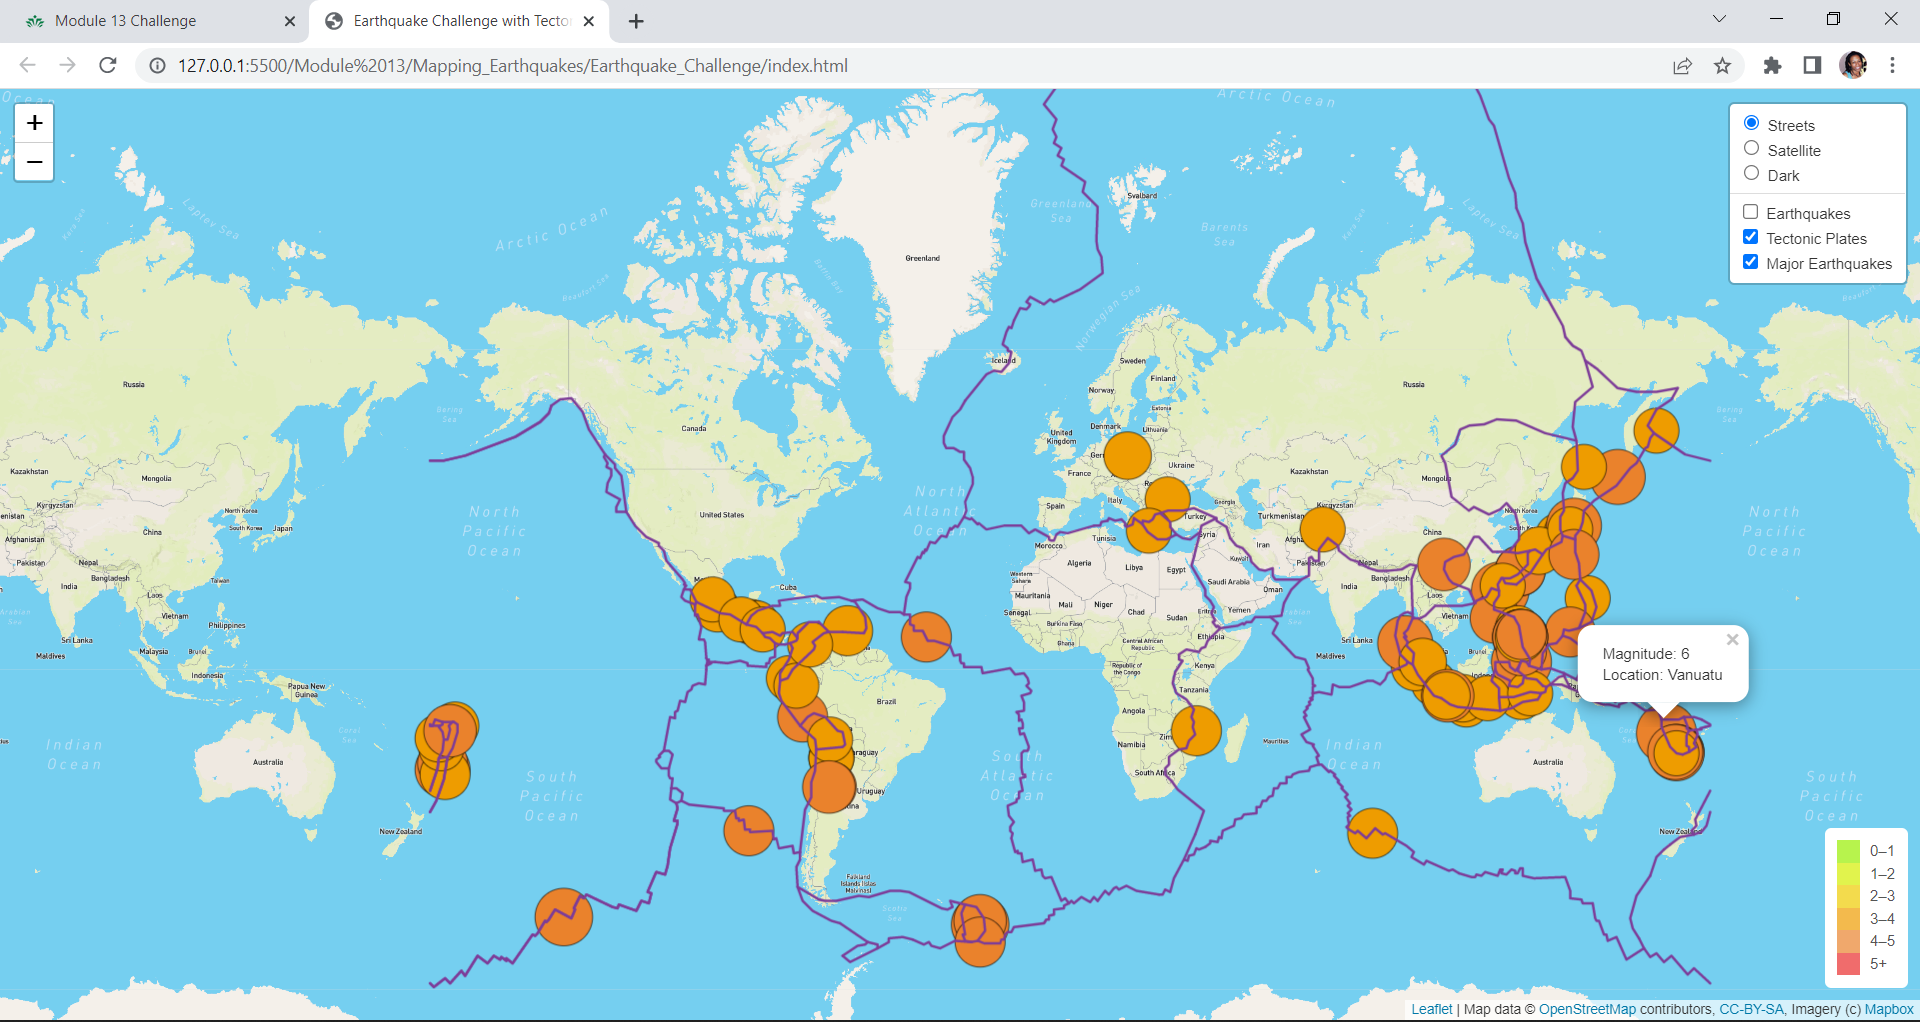 Module 13 Challenge
Earthquake Challenge with Tecto
127.0.0.1:5500/Module%2013/Mapping_Earthquakes/Earthquake_Challenge/index.html
+
−
Streets
Satellite
Dark
Earthquakes
Tectonic Plates
Major Earthquakes
Arctic Ocean
Arctic Ocean
Laptev Sea
Laptev Sea
Greenland Sea
Barents Sea
Norwegian Sea
Svalbard
Greenland
Iceland
Sweden
Finland
Norway
Estonia
Denmark
Lithuania
United Kingdom
Ukraine
France
Italy
Spain
Turkey
Georgia
Syria
Iran
Kuwait
Turkmenistan
Kyrgyzstan
Kazakhstan
Russia
Russia
Kazakhstan
Mongolia
Kyrgyzstan
North Korea
South Korea
Japan
China
Afghanistan
Pakistan
Nepal
India
Bangladesh
Taiwan
Laos
Vietnam
Philippines
Sri Lanka
Maldives
Malaysia
Brunei
Indonesia
Papua New Guinea
Australia
New Zealand
Indian Ocean
Coral Sea
South Pacific Ocean
North Pacific Ocean
Bering Sea
Canada
United States
Cuba
North Atlantic Ocean
Brazil
Uruguay
Falkland Islands Islas Malvinas
Scotia Sea
South Atlantic Ocean
Morocco
Tunisia
Algeria
Libya
Egypt
Western Sahara
Mauritania
Mali
Niger
Chad
Sudan
Senegal
Burkina Faso
Ghana
Central African Republic
Ethiopia
Republic of the Congo
Kenya
Tanzania
Angola
Namibia
South Africa
Saudi Arabia
Oman
Yemen
Pakistan
India
Nepal
Bangladesh
China
North Korea
Laos
Vietnam
Sri Lanka
Maldives
Brunei
Mauritius
Indian Ocean
Australia
New Zealand
North Pacific Ocean
Bering Sea
South Pacific Ocean
×
Magnitude: 6
Location: Vanuatu
0–1
1–2
2–3
3–4
4–5
5+
Leaflet | Map data © OpenStreetMap contributors, CC-BY-SA, Imagery (c) Mapbox